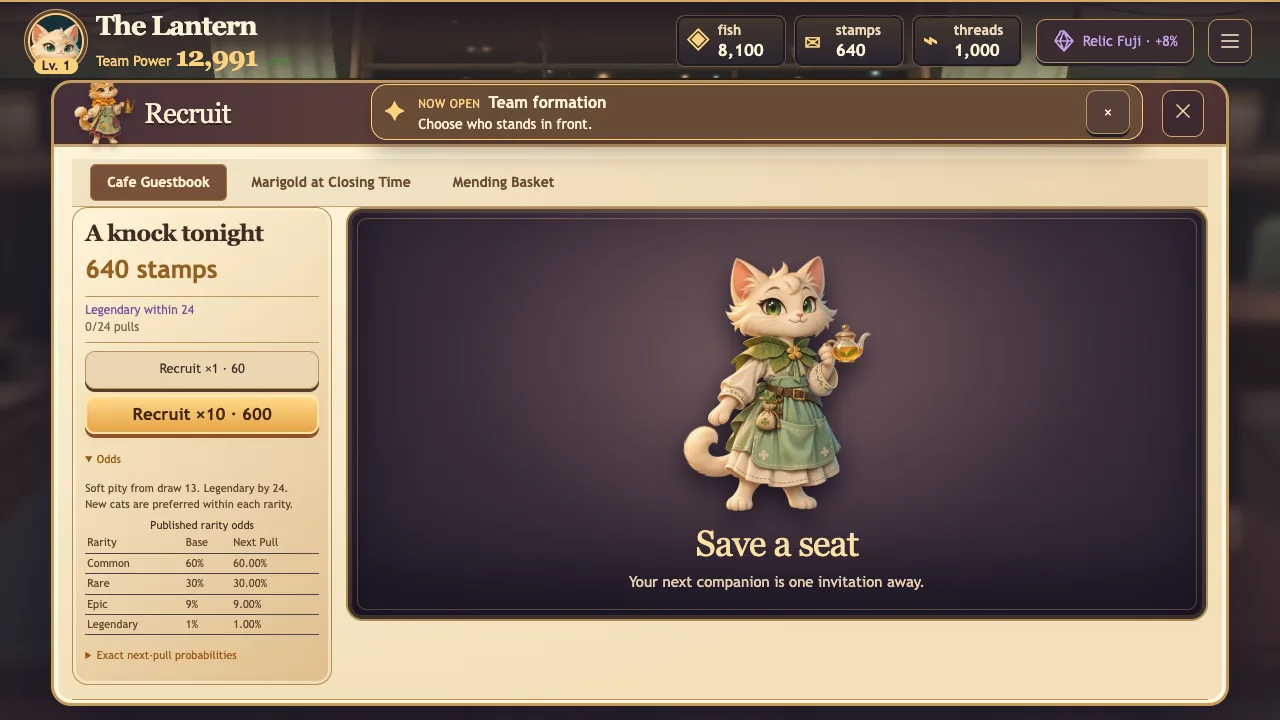 The Lantern
Lv. 1
Team Power 12,991
fish
8,100
stamps
640
threads
1,000
Relic Fuji · +8%
Recruit
NOW OPEN Team formation
Choose who stands in front.
×
Cafe Guestbook
Marigold at Closing Time
Mending Basket
A knock tonight
640 stamps
Legendary within 24
0/24 pulls
Recruit ×1 · 60
Recruit ×10 · 600
▼ Odds
Soft pity from draw 13. Legendary by 24.
New cats are preferred within each rarity.
Published rarity odds
Rarity Base Next Pull
Common 60% 60.00%
Rare 30% 30.00%
Epic 9% 9.00%
Legendary 1% 1.00%
▶ Exact next-pull probabilities
Save a seat
Your next companion is one invitation away.